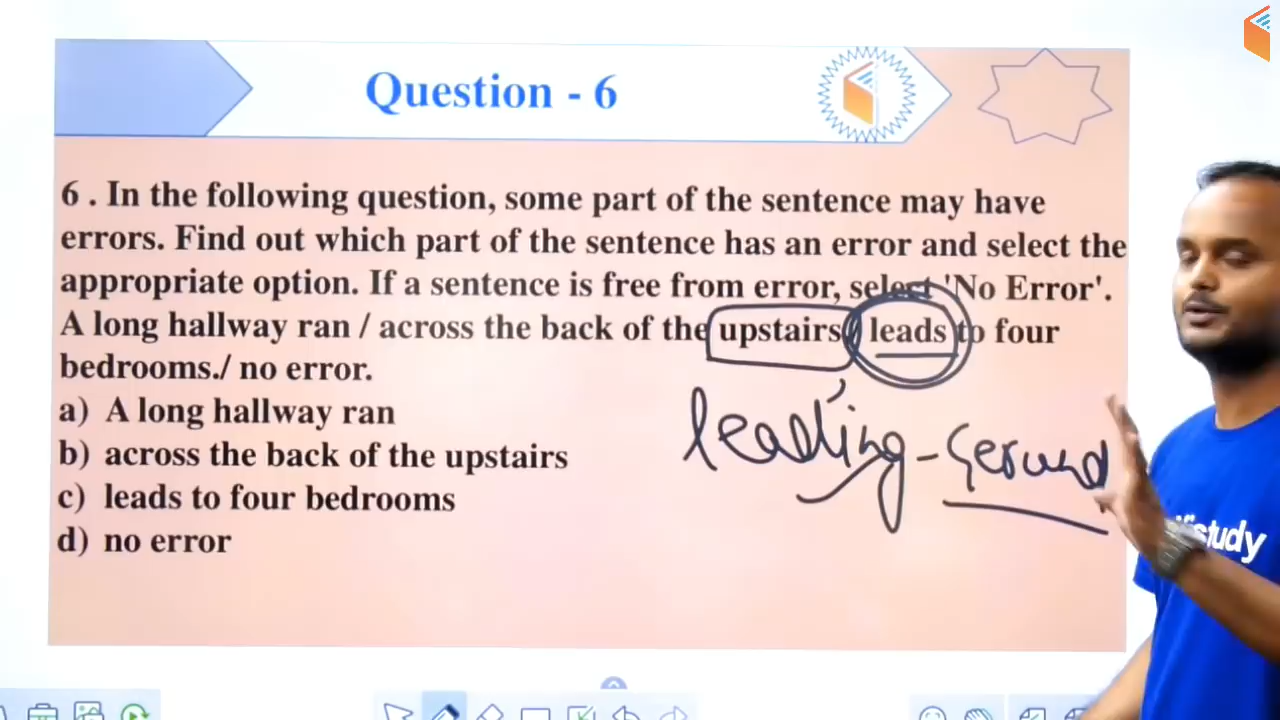 Question - 6
6 . In the following question, some part of the sentence may have
errors. Find out which part of the sentence has an error and select the
appropriate option. If a sentence is free from error, select 'No Error'.
A long hallway ran / across the back of the upstairs/ leads to four
bedrooms./ no error.
a) A long hallway ran
b) across the back of the upstairs
c) leads to four bedrooms
d) no error
leading - Gerund
study